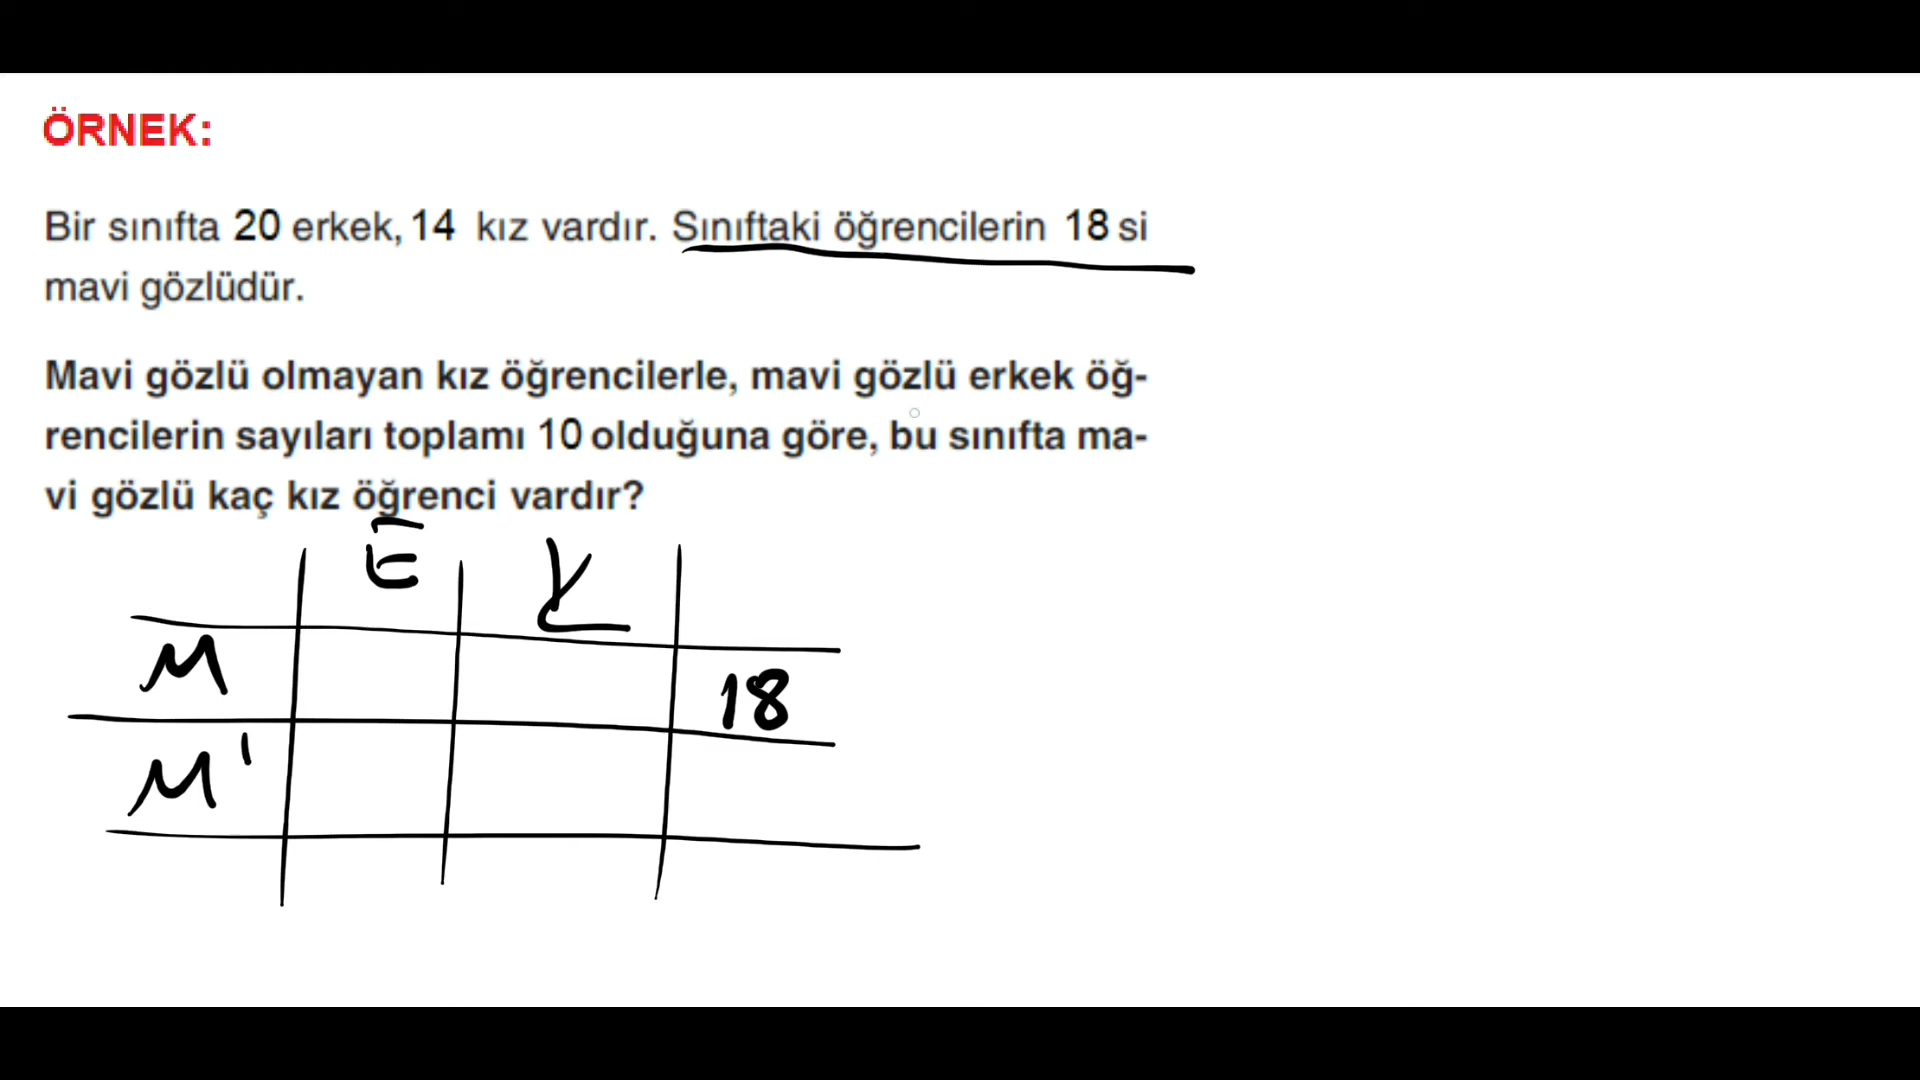 ÖRNEK:
Bir sınıfta 20 erkek, 14 kız vardır. Sınıftaki öğrencilerin 18 si
mavi gözlüdür.
Mavi gözlü olmayan kız öğrencilerle, mavi gözlü erkek öğ-
rencilerin sayıları toplamı 10 olduğuna göre, bu sınıfta ma-
vi gözlü kaç kız öğrenci vardır?
E K
M 18
M'